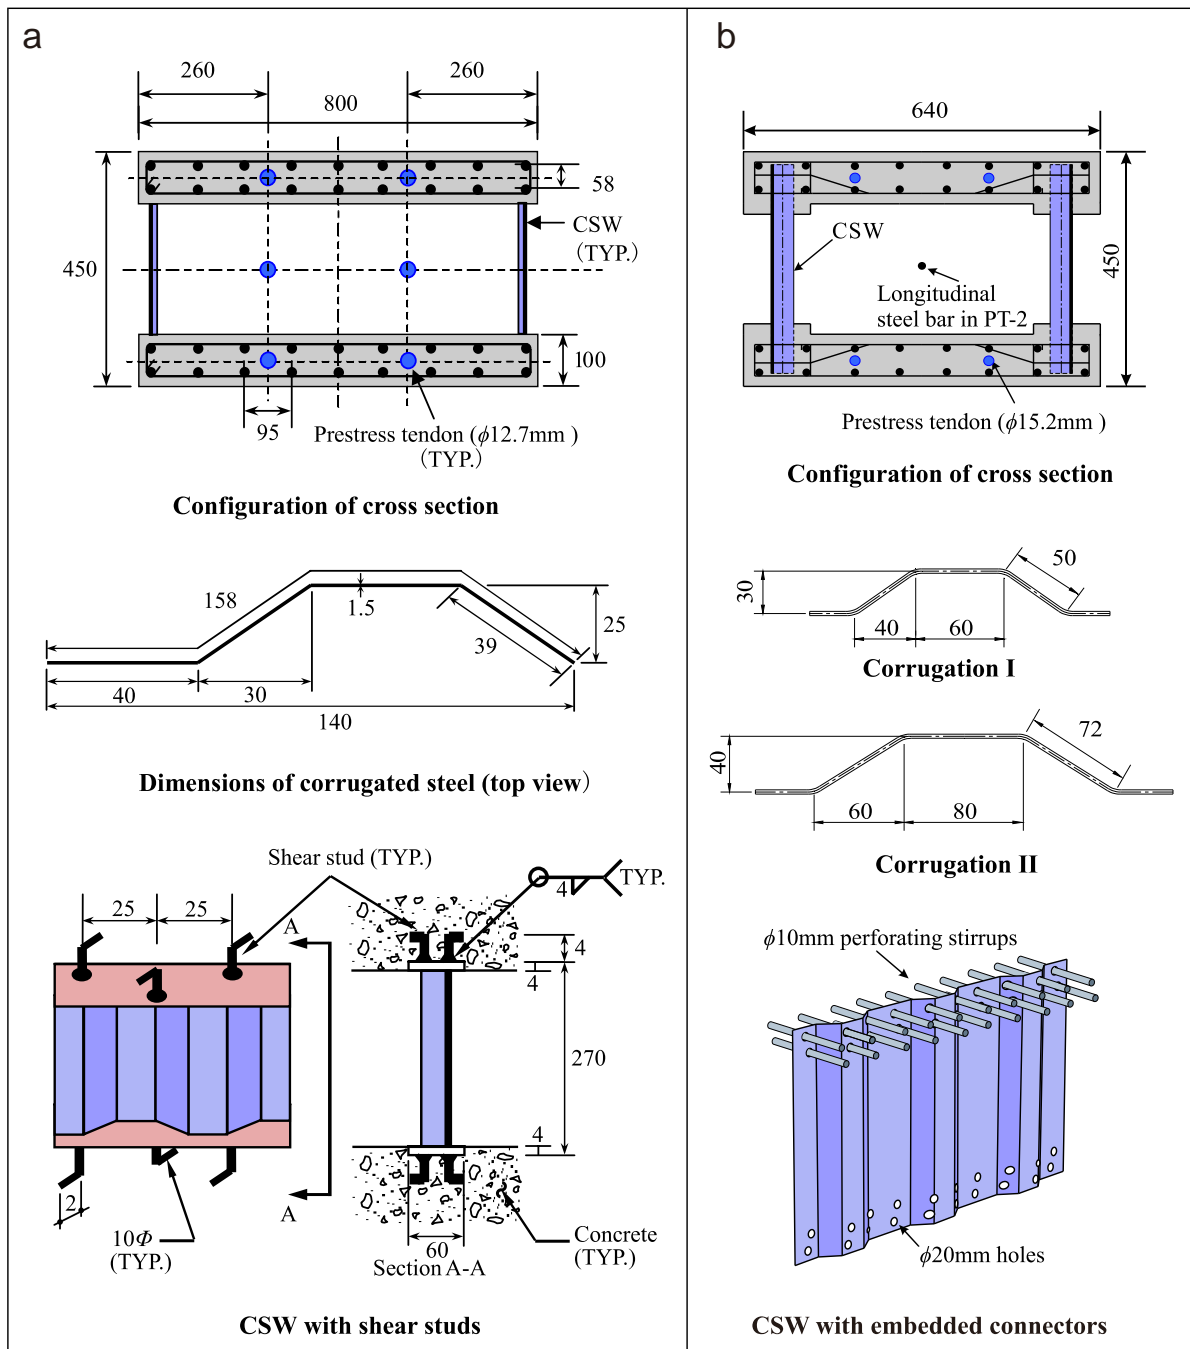 a
260
260
800
58
CSW
(TYP.)
450
100
95
Prestress tendon (ϕ12.7mm )
(TYP.)
Configuration of cross section
158
1.5
25
39
40
30
140
Dimensions of corrugated steel (top view)
Shear stud (TYP.)
25
25
A
A
2
10Φ
(TYP.)
4
TYP.
4
4
270
4
60
Section A-A
Concrete
(TYP.)
CSW with shear studs
b
640
CSW
450
Longitudinal
steel bar in PT-2
Prestress tendon (ϕ15.2mm )
Configuration of cross section
50
30
40
60
Corrugation I
72
40
60
80
Corrugation II
ϕ10mm perforating stirrups
ϕ20mm holes
CSW with embedded connectors